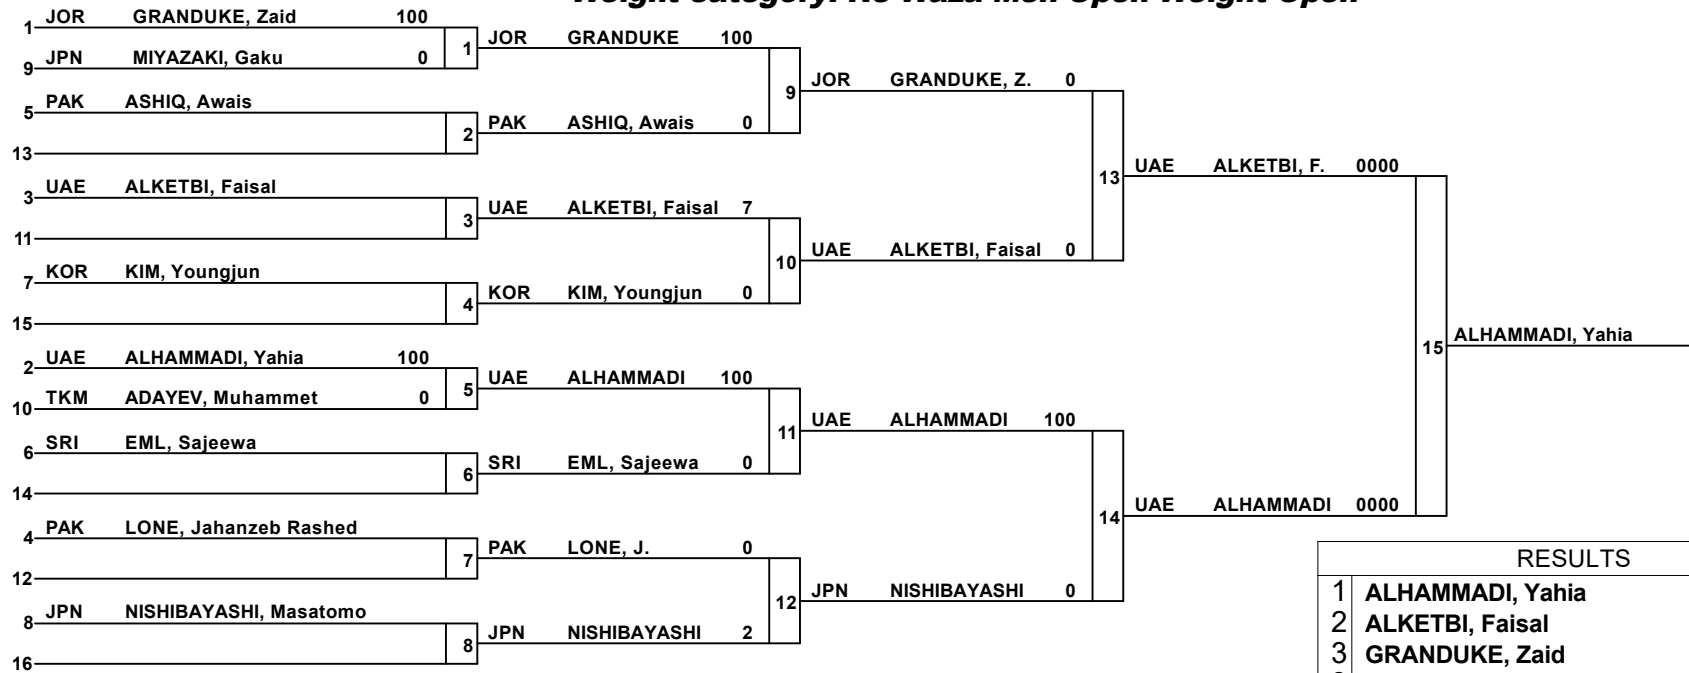 Weight category: Ne-Waza Men Open Weight Open
1 JOR GRANDUKE, Zaid 100
9 JPN MIYAZAKI, Gaku 0
1 JOR GRANDUKE 100
5 PAK ASHIQ, Awais
13
2 PAK ASHIQ, Awais 0
9 JOR GRANDUKE, Z. 0
3 UAE ALKETBI, Faisal
11
3 UAE ALKETBI, Faisal 7
7 KOR KIM, Youngjun
15
4 KOR KIM, Youngjun 0
10 UAE ALKETBI, Faisal 0
13 UAE ALKETBI, F. 0000
2 UAE ALHAMMADI, Yahia 100
10 TKM ADAYEV, Muhammet 0
5 UAE ALHAMMADI 100
6 SRI EML, Sajeewa
14
6 SRI EML, Sajeewa 0
11 UAE ALHAMMADI 100
4 PAK LONE, Jahanzeb Rashed
12
7 PAK LONE, J. 0
8 JPN NISHIBAYASHI, Masatomo
16
8 JPN NISHIBAYASHI 2
12 JPN NISHIBAYASHI 0
14 UAE ALHAMMADI 0000
15 ALHAMMADI, Yahia
RESULTS
1 ALHAMMADI, Yahia
2 ALKETBI, Faisal
3 GRANDUKE, Zaid